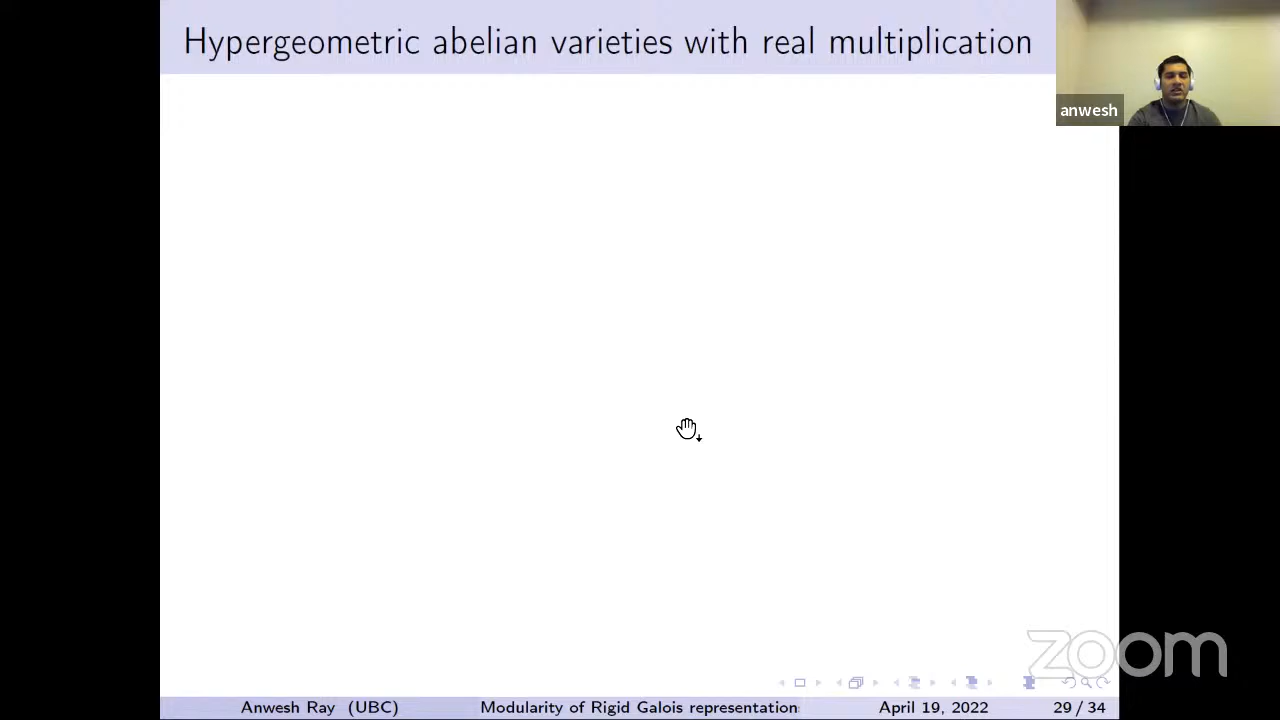 Hypergeometric abelian varieties with real multiplication
anwesh
zoom
Anwesh Ray (UBC) Modularity of Rigid Galois representation April 19, 2022 29 / 34